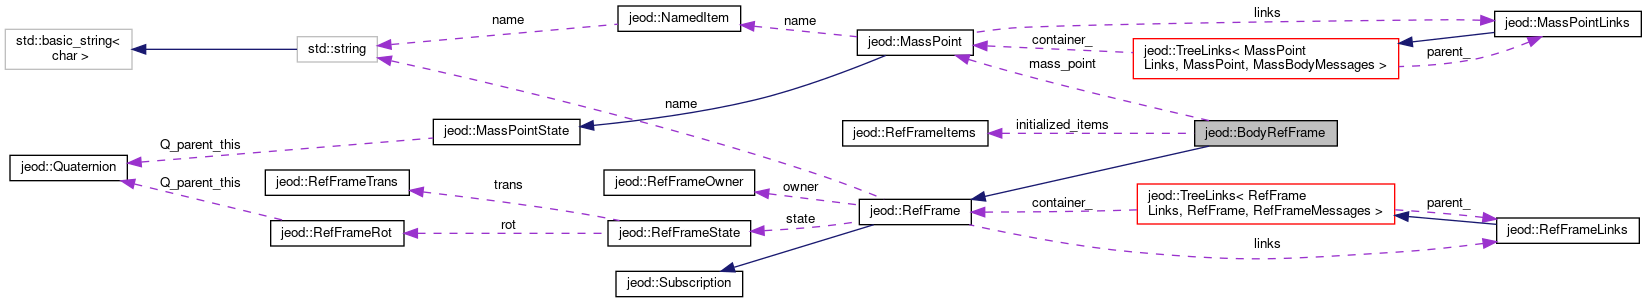 std::basic_string<
char >
std::string
name
jeod::NamedItem
name
jeod::MassPoint
links
jeod::MassPointLinks
container_
jeod::TreeLinks< MassPoint
Links, MassPoint, MassBodyMessages >
parent_
mass_point
name
jeod::MassPointState
Q_parent_this
jeod::RefFrameItems
initialized_items
jeod::BodyRefFrame
jeod::Quaternion
Q_parent_this
jeod::RefFrameTrans
trans
jeod::RefFrameOwner
owner
jeod::RefFrame
container_
jeod::TreeLinks< RefFrame
Links, RefFrame, RefFrameMessages >
parent_
jeod::RefFrameRot
rot
jeod::RefFrameState
state
jeod::RefFrameLinks
links
jeod::Subscription